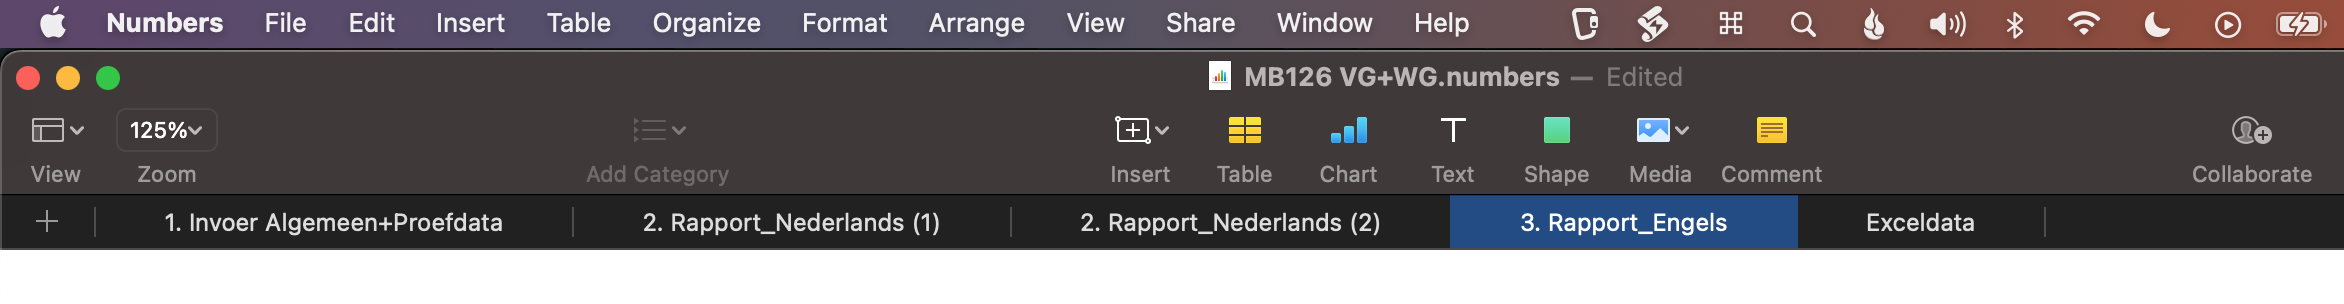 Numbers File Edit Insert Table Organize Format Arrange View Share Window Help
MB126 VG+WG.numbers — Edited
125%
View Zoom Add Category Insert Table Chart Text Shape Media Comment Collaborate
1. Invoer Algemeen+Proefdata 2. Rapport_Nederlands (1) 2. Rapport_Nederlands (2) 3. Rapport_Engels Exceldata